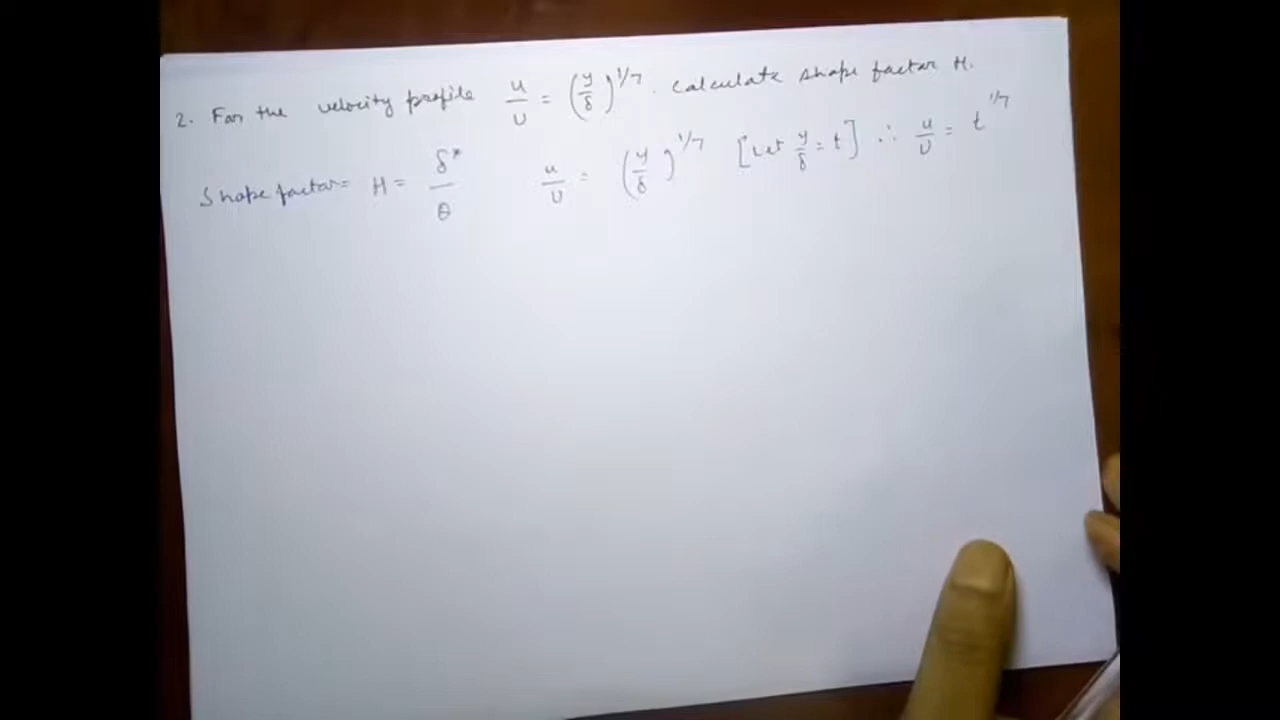 2. For the velocity profile u/U = (y/δ)^1/7. calculate shape factor H.
Shape factor = H = δ*/θ u/U = (y/δ)^1/7 [Let y/δ = t] ∴ u/U = t^1/7